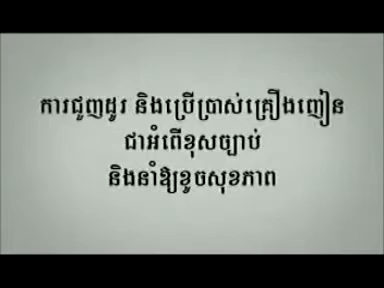 ការជួញដូរ និងប្រើប្រាស់គ្រឿងញៀន
ជាអំពើខុសច្បាប់
និងនាំឱ្យខូចសុខភាព